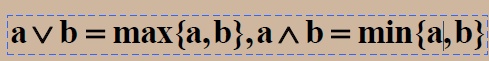 a ∨ b = max{a,b}, a ∧ b = min{a,b}